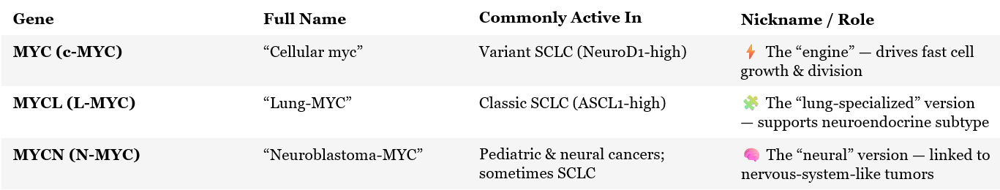 Gene Full Name Commonly Active In Nickname / Role
MYC (c-MYC) “Cellular myc” Variant SCLC (NeuroD1-high) ⚡ The “engine” — drives fast cell
growth & division
MYCL (L-MYC) “Lung-MYC” Classic SCLC (ASCL1-high) 🧩 The “lung-specialized” version
— supports neuroendocrine subtype
MYCN (N-MYC) “Neuroblastoma-MYC” Pediatric & neural cancers; 🧠 The “neural” version — linked to
sometimes SCLC nervous-system-like tumors